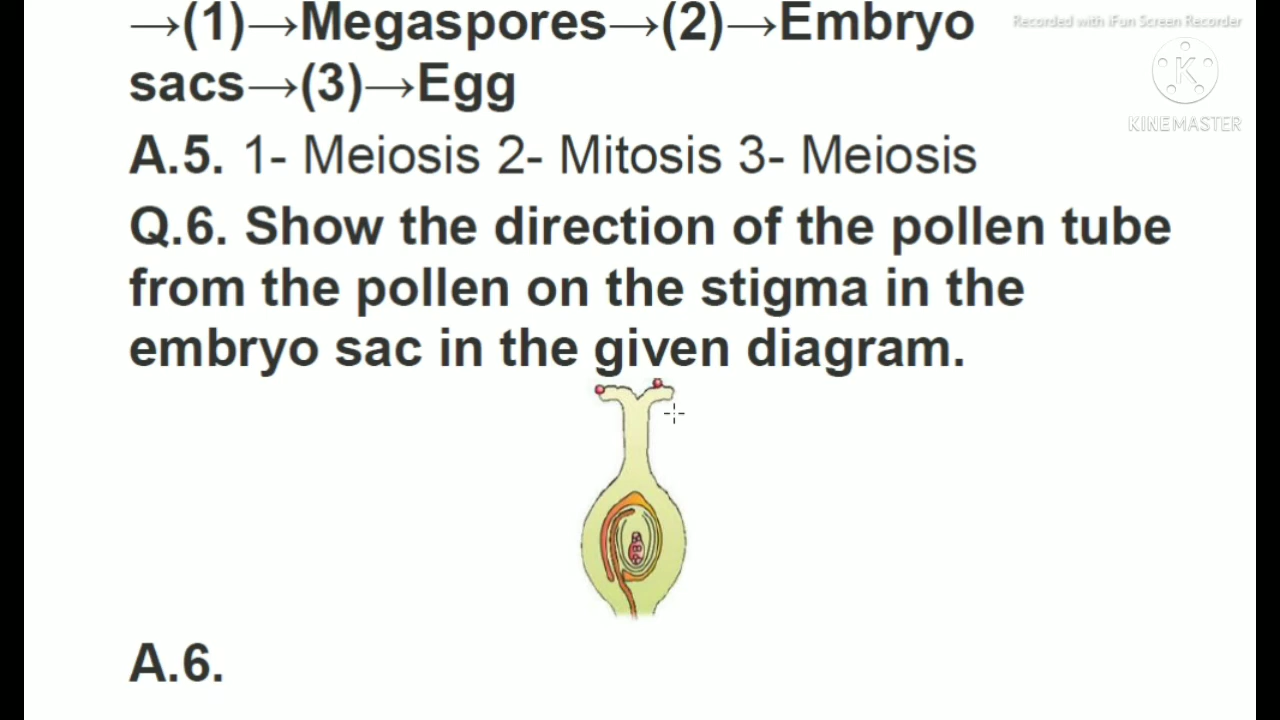 →(1)→Megaspores→(2)→Embryo
Recorded with iFun Screen Recorder
sacs→(3)→Egg
K
KINEMASTER
A.5. 1- Meiosis 2- Mitosis 3- Meiosis
Q.6. Show the direction of the pollen tube
from the pollen on the stigma in the
embryo sac in the given diagram.
A.6.